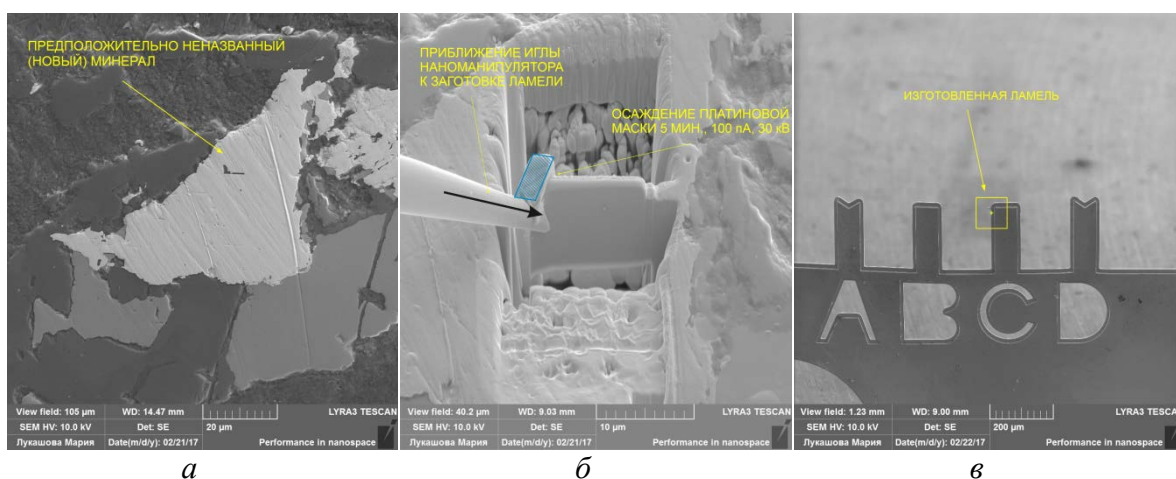 ПРЕДПОЛОЖИТЕЛЬНО НЕНАЗВАННЫЙ
(НОВЫЙ) МИНЕРАЛ
View field: 105 µm WD: 14.47 mm LYRA3 TESCAN
SEM HV: 10.0 kV Det: SE 20 µm
Лукашова Мария Date(m/d/y): 02/21/17 Performance in nanospace
а
ПРИБЛИЖЕНИЕ ИГЛЫ
НАНОМАНИПУЛЯТОРА
К ЗАГОТОВКЕ ЛАМЕЛИ
ОСАЖДЕНИЕ ПЛАТИНОВОЙ
МАСКИ 5 МИН., 100 пА, 30 кВ
View field: 40.2 µm WD: 9.03 mm LYRA3 TESCAN
SEM HV: 10.0 kV Det: SE 10 µm
Лукашова Мария Date(m/d/y): 02/21/17 Performance in nanospace
б
ИЗГОТОВЛЕННАЯ ЛАМЕЛЬ
A B C D
View field: 1.23 mm WD: 9.00 mm LYRA3 TESCAN
SEM HV: 10.0 kV Det: SE 200 µm
Лукашова Мария Date(m/d/y): 02/22/17 Performance in nanospace
в